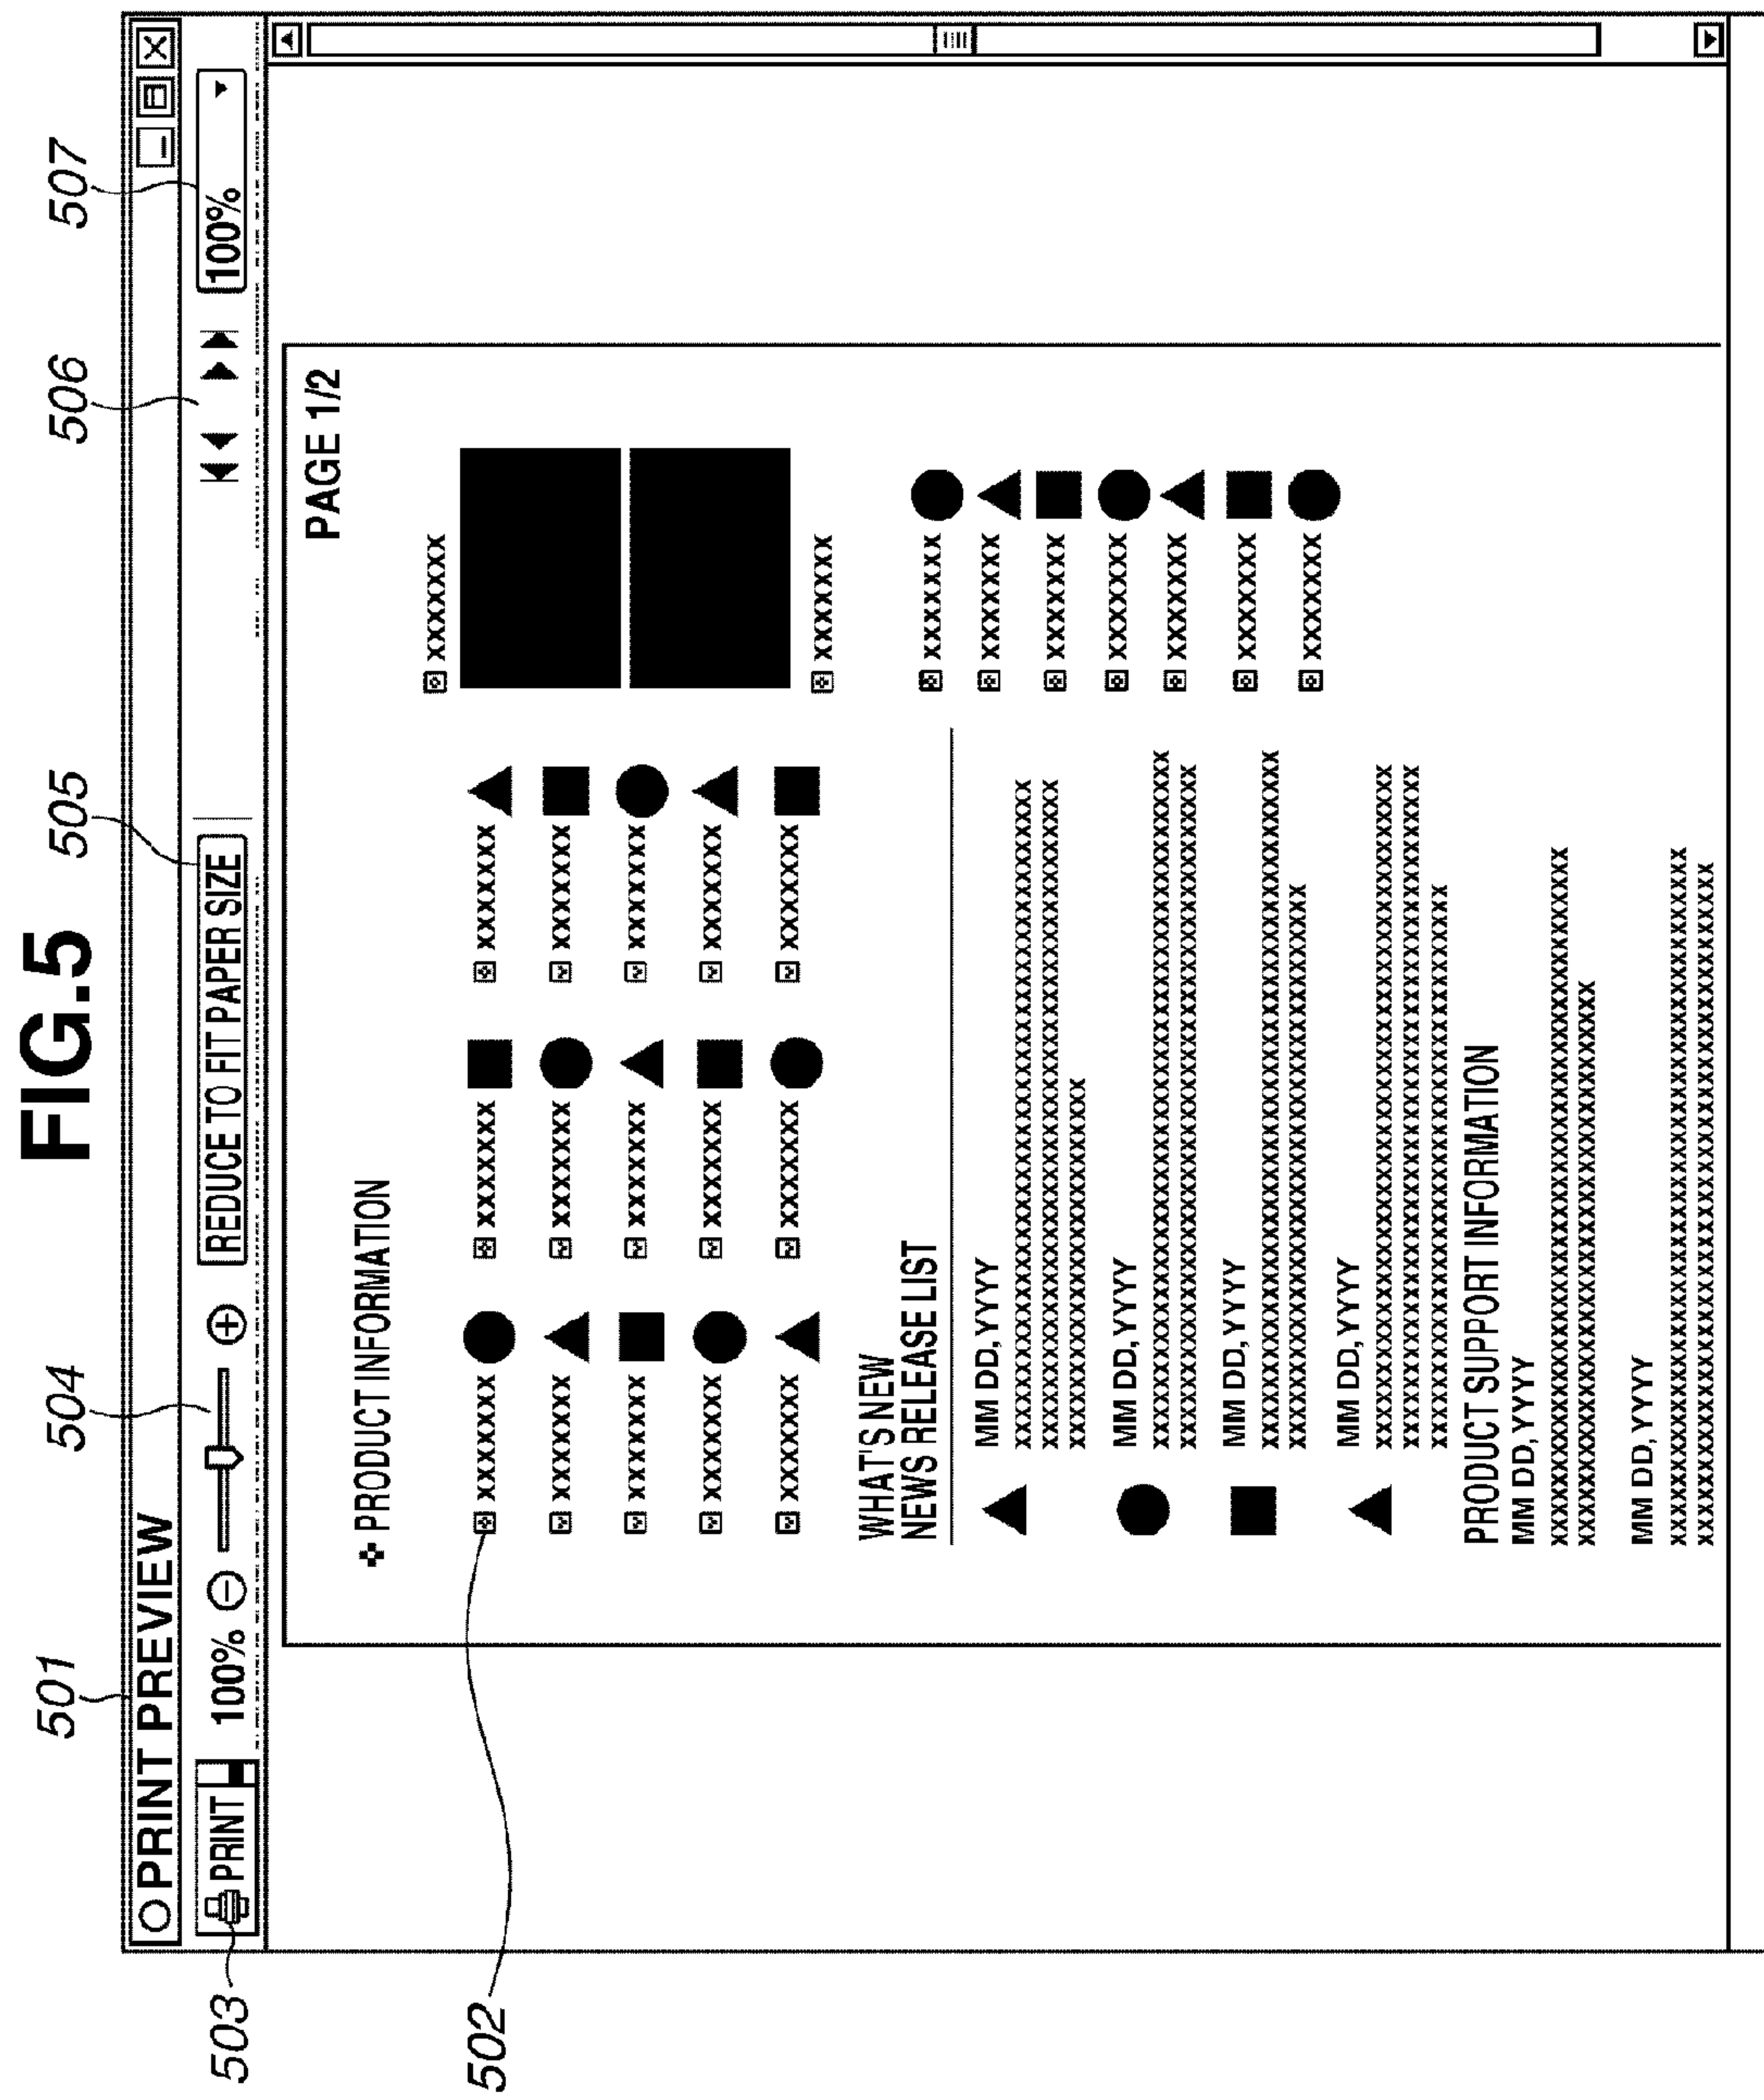 FIG.5
501
504
505
506
507
PRINT PREVIEW
503
PRINT
100%
REDUCE TO FIT PAPER SIZE
100%
PAGE 1/2
PRODUCT INFORMATION
502
XXXXXXX
XXXXXXX XXXXXXX XXXXXXX
XXXXXXX XXXXXXX XXXXXXX
XXXXXXX XXXXXXX XXXXXXX
XXXXXXX XXXXXXX XXXXXXX
XXXXXXX XXXXXXX XXXXXXX
XXXXXXX
WHAT'S NEW
NEWS RELEASE LIST
MM DD, YYYY
MM DD, YYYY
MM DD, YYYY
MM DD, YYYY
XXXXXXX
XXXXXXX
XXXXXXX
XXXXXXX
XXXXXXX
XXXXXXX
XXXXXXX
PRODUCT SUPPORT INFORMATION
MM DD, YYYY
MM DD, YYYY